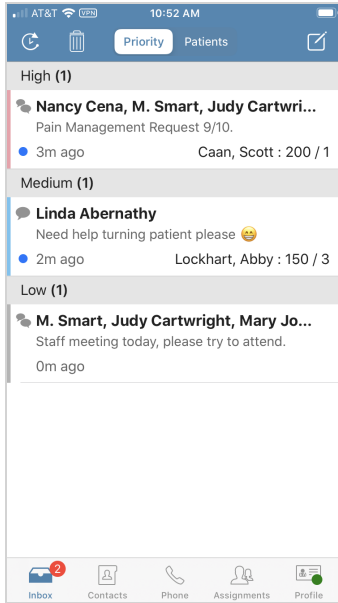 AT&T VPN 10:52 AM
Priority Patients
High (1)
Nancy Cena, M. Smart, Judy Cartwri...
Pain Management Request 9/10.
3m ago Caan, Scott : 200 / 1
Medium (1)
Linda Abernathy
Need help turning patient please 😁
2m ago Lockhart, Abby : 150 / 3
Low (1)
M. Smart, Judy Cartwright, Mary Jo...
Staff meeting today, please try to attend.
0m ago
2
Inbox Contacts Phone Assignments Profile